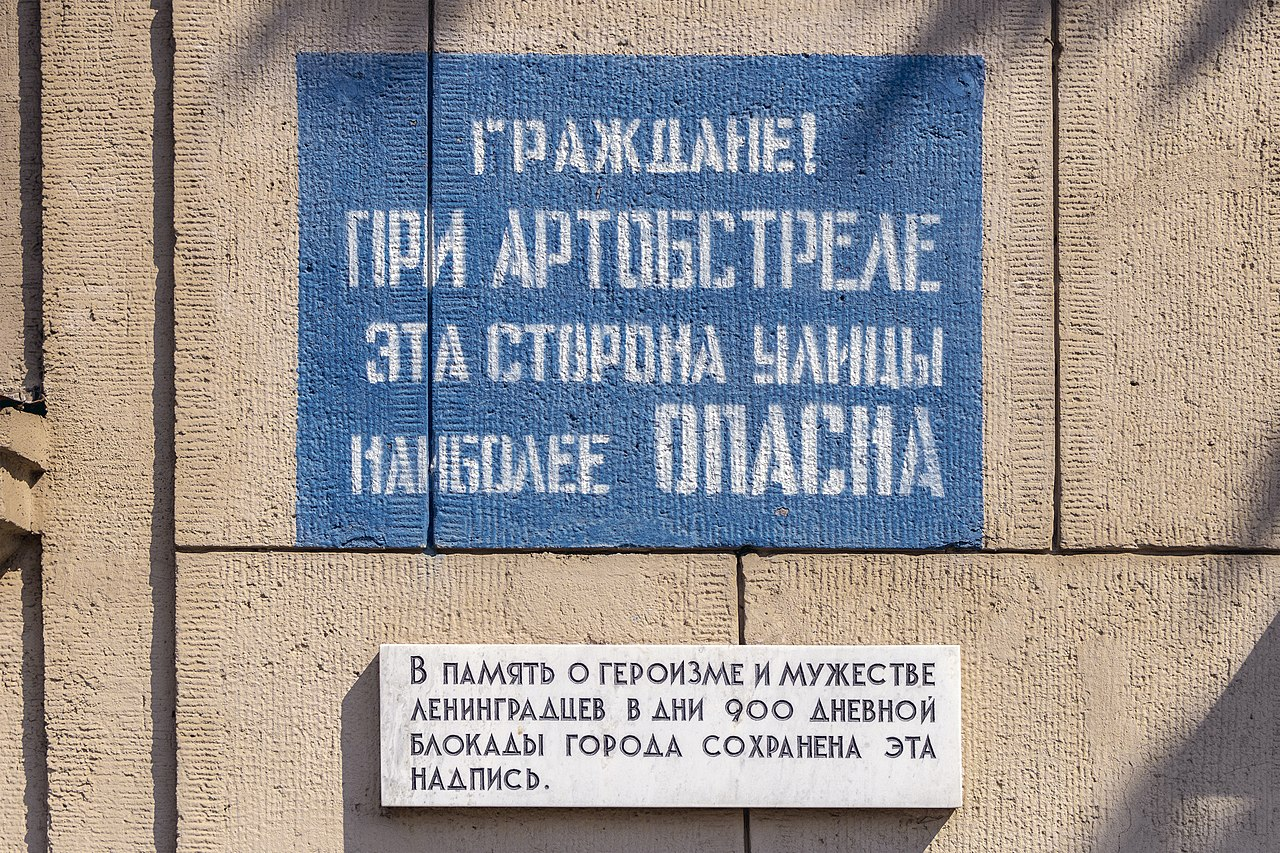 ГРАЖДАНЕ!
ПРИ АРТОБСТРЕЛЕ
ЭТА СТОРОНА УЛИЦЫ
НАИБОЛЕЕ ОПАСНА
В ПАМЯТЬ О ГЕРОИЗМЕ И МУЖЕСТВЕ
ЛЕНИНГРАДЦЕВ В ДНИ 900 ДНЕВНОЙ
БЛОКАДЫ ГОРОДА СОХРАНЕНА ЭТА
НАДПИСЬ.